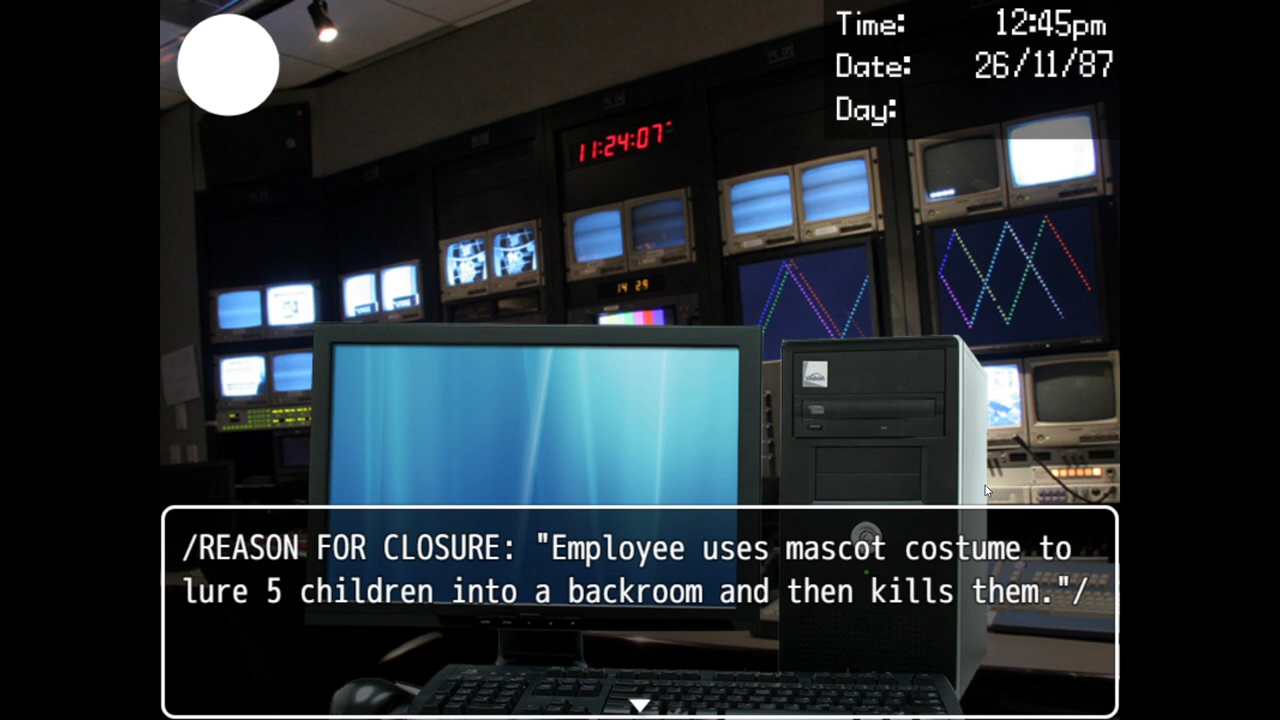 Time: 12:45pm
Date: 26/11/87
Day:
11:24:07
14 29
/REASON FOR CLOSURE: "Employee uses mascot costume to
lure 5 children into a backroom and then kills them."/